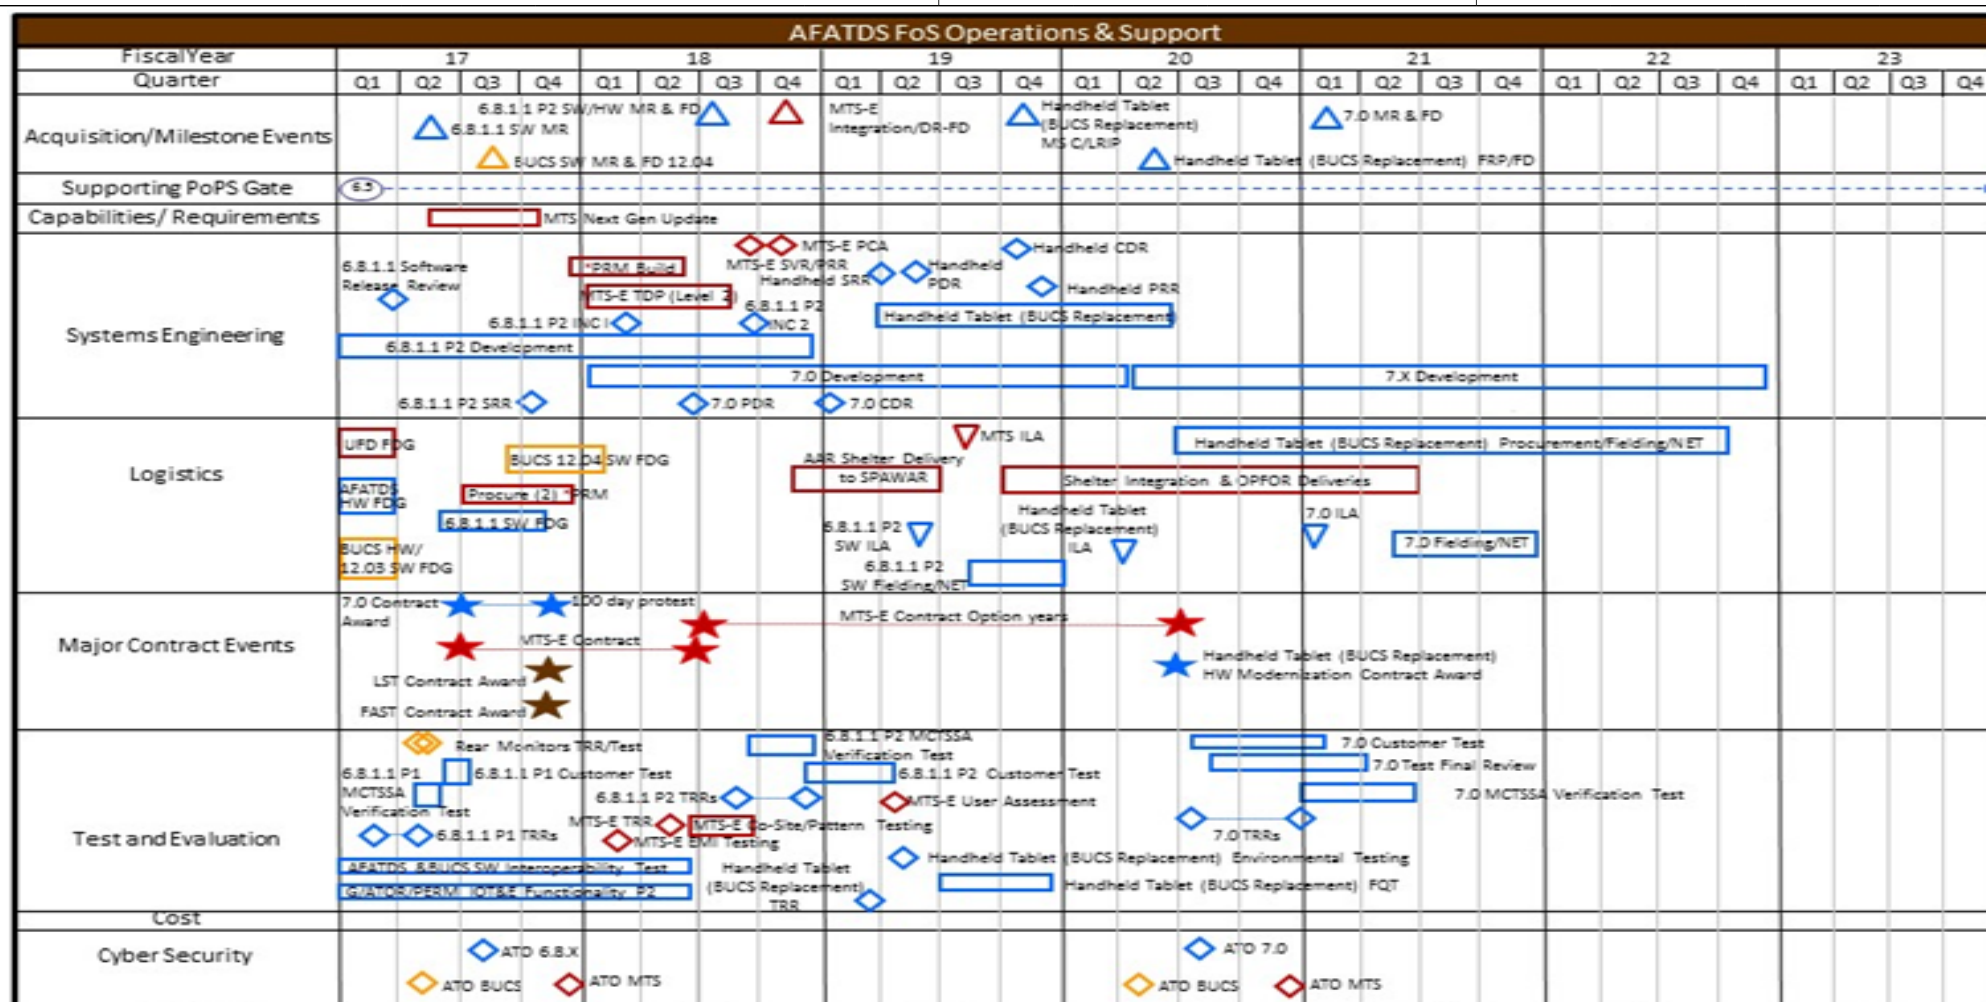 AFATDS FoS Operations & Support
Fiscal Year 17 18 19 20 21 22 23
Quarter Q1 Q2 Q3 Q4 Q1 Q2 Q3 Q4 Q1 Q2 Q3 Q4 Q1 Q2 Q3 Q4 Q1 Q2 Q3 Q4 Q1 Q2 Q3 Q4 Q1 Q2 Q3 Q4
Acquisition/Milestone Events
6.8.1.1 P2 SW/HW MR & FD
6.8.1.1 SW MR
BUCS SW MR & FD 12.04
MTS-E
Integration/DR-FD
Handheld Tablet
(BUCS Replacement)
MS C/LRIP
Handheld Tablet (BUCS Replacement) FRP/FD
7.0 MR & FD
Supporting PoPS Gate
6.5
Capabilities/ Requirements
MTS Next Gen Update
Systems Engineering
6.8.1.1 Software
Release Review
*PRM Build
MTS-E TDP (Level 2)
MTS-E PCA
MTS-E SVR/PRR
Handheld SRR
Handheld
PDR
Handheld CDR
Handheld PRR
6.8.1.1 P2 INC I
6.8.1.1 P2
INC 2
Handheld Tablet (BUCS Replacement)
6.8.1.1 P2 Development
7.0 Development
7.X Development
6.8.1.1 P2 SRR
7.0 PDR
7.0 CDR
Logistics
UFD FDG
AFATDS
HW FDG
BUCS HW/
12.03 SW FDG
BUCS 12.04 SW FDG
Procure (2) *PRM
6.8.1.1 SW FDG
MTS ILA
AAR Shelter Delivery
to SPAWAR
Handheld Tablet (BUCS Replacement) Procurement/Fielding/NET
Shelter Integration & OPFOR Deliveries
6.8.1.1 P2
SW ILA
Handheld Tablet
(BUCS Replacement)
ILA
6.8.1.1 P2
SW Fielding/NET
7.0 ILA
7.0 Fielding/NET
Major Contract Events
7.0 Contract
Award
100 day protest
MTS-E Contract
MTS-E Contract Option years
LST Contract Award
FAST Contract Award
Handheld Tablet (BUCS Replacement)
HW Modernization Contract Award
Test and Evaluation
Rear Monitors TRR/Test
6.8.1.1 P1
MCTSSA
Verification Test
6.8.1.1 P1 Customer Test
6.8.1.1 P1 TRRs
AFATDS &BUCS SW Interoperability Test
G/ATOR/PERM IOT&E Functionality P2
6.8.1.1 P2 MCTSSA
Verification Test
6.8.1.1 P2 Customer Test
6.8.1.1 P2 TRRs
MTS-E User Assessment
MTS-E TRR
MTS-E Co-Site/Pattern Testing
MTS-E EMI Testing
Handheld Tablet
(BUCS Replacement)
TRR
Handheld Tablet (BUCS Replacement) Environmental Testing
Handheld Tablet (BUCS Replacement) FQT
7.0 Customer Test
7.0 Test Final Review
7.0 MCTSSA Verification Test
7.0 TRRs
Cost
Cyber Security
ATO 6.8.X
ATO BUCS
ATO MTS
ATO 7.0
ATO BUCS
ATO MTS